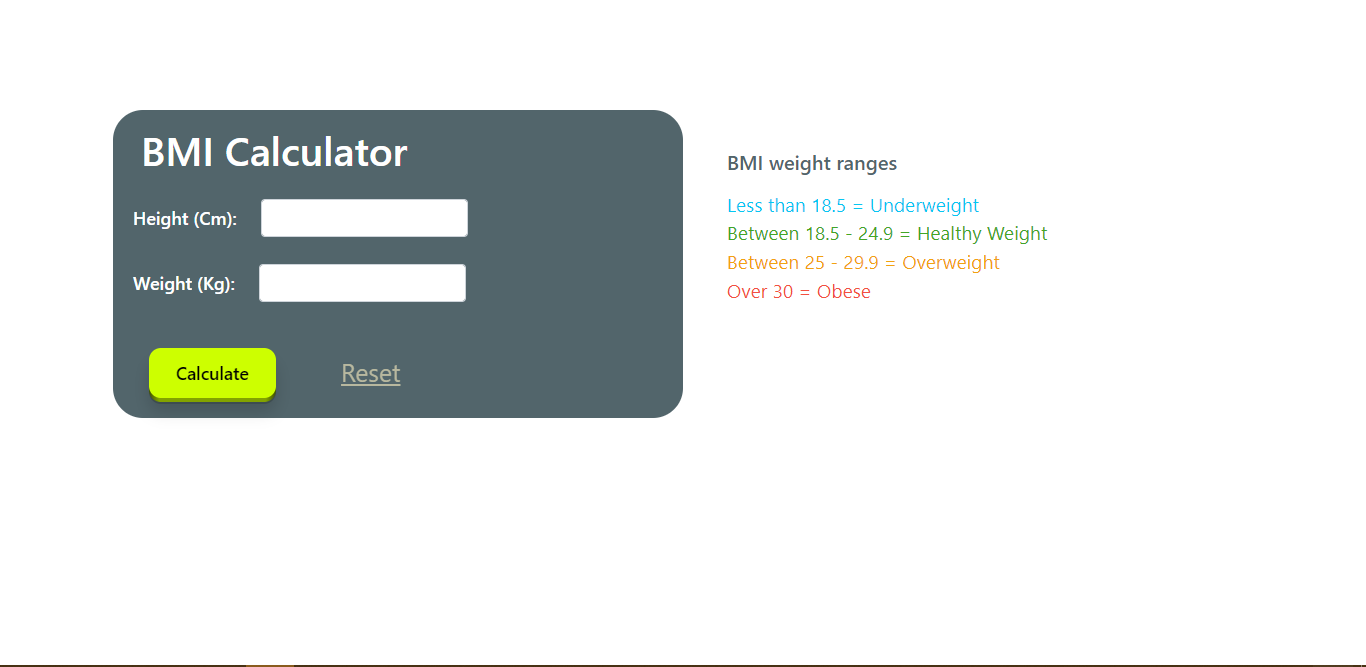 BMI Calculator
Height (Cm):
Weight (Kg):
Calculate
Reset
BMI weight ranges
Less than 18.5 = Underweight
Between 18.5 - 24.9 = Healthy Weight
Between 25 - 29.9 = Overweight
Over 30 = Obese